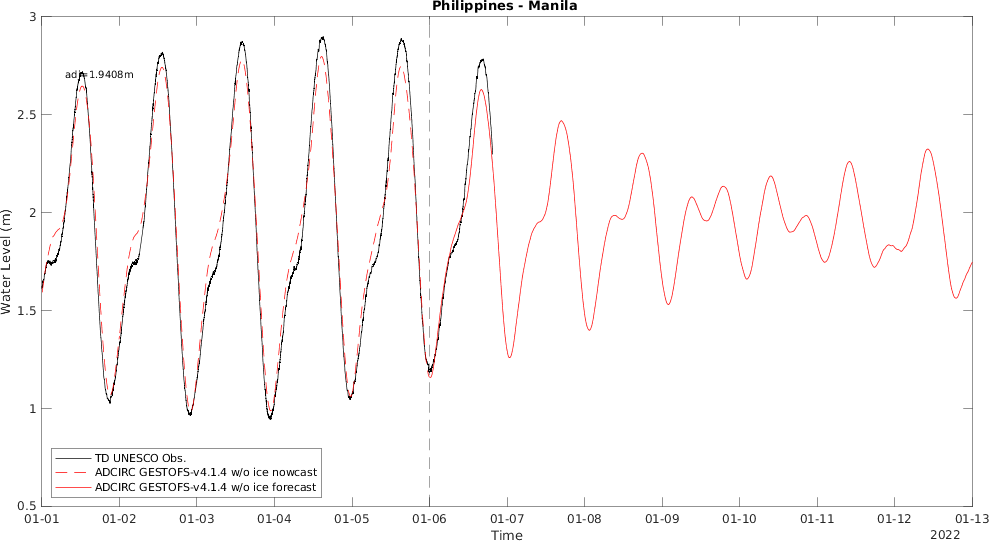 Philippines - Manila
3
2.5
2
1.5
1
0.5
Water Level (m)
adj=1.9408m
TD UNESCO Obs.
ADCIRC GESTOFS-v4.1.4 w/o ice nowcast
ADCIRC GESTOFS-v4.1.4 w/o ice forecast
01-01 01-02 01-03 01-04 01-05 01-06 01-07 01-08 01-09 01-10 01-11 01-12 01-13
Time
2022